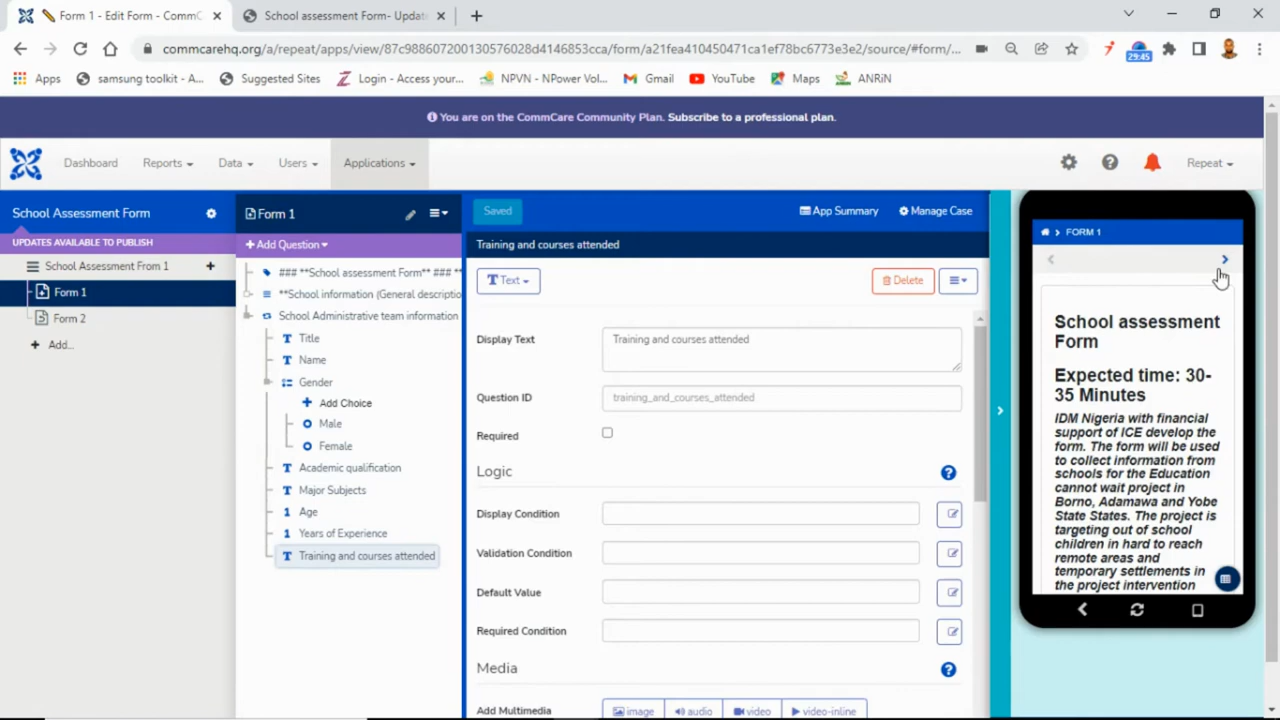 Form 1 - Edit Form - CommC
School assessment Form- Update
commcarehq.org/a/repeat/apps/view/87c988607200130576028d4146853cca/form/a21fea410450471ca1ef78bc6773e3e2/source/#form/...
29:45
Apps
samsung toolkit - A...
Suggested Sites
Login - Access your...
NPVN - NPower Vol...
Gmail
YouTube
Maps
ANRiN
You are on the CommCare Community Plan. Subscribe to a professional plan.
Dashboard
Reports
Data
Users
Applications
Repeat
School Assessment Form
UPDATES AVAILABLE TO PUBLISH
School Assessment From 1
Form 1
Form 2
Add...
Form 1
Add Question
### **School assessment Form** ### **
**School information (General descriptio
School Administrative team information
Title
Name
Gender
Add Choice
Male
Female
Academic qualification
Major Subjects
Age
Years of Experience
Training and courses attended
Saved
App Summary
Manage Case
Training and courses attended
Text
Delete
Display Text
Training and courses attended
Question ID
training_and_courses_attended
Required
Logic
Display Condition
Validation Condition
Default Value
Required Condition
Media
Add Multimedia
image
audio
video
video-inline
FORM 1
School assessment
Form
Expected time: 30-
35 Minutes
IDM Nigeria with financial
support of ICE develop the
form. The form will be used
to collect information from
schools for the Education
cannot wait project in
Borno, Adamawa and Yobe
State States. The project is
targeting out of school
children in hard to reach
remote areas and
temporary settlements in
the project intervention